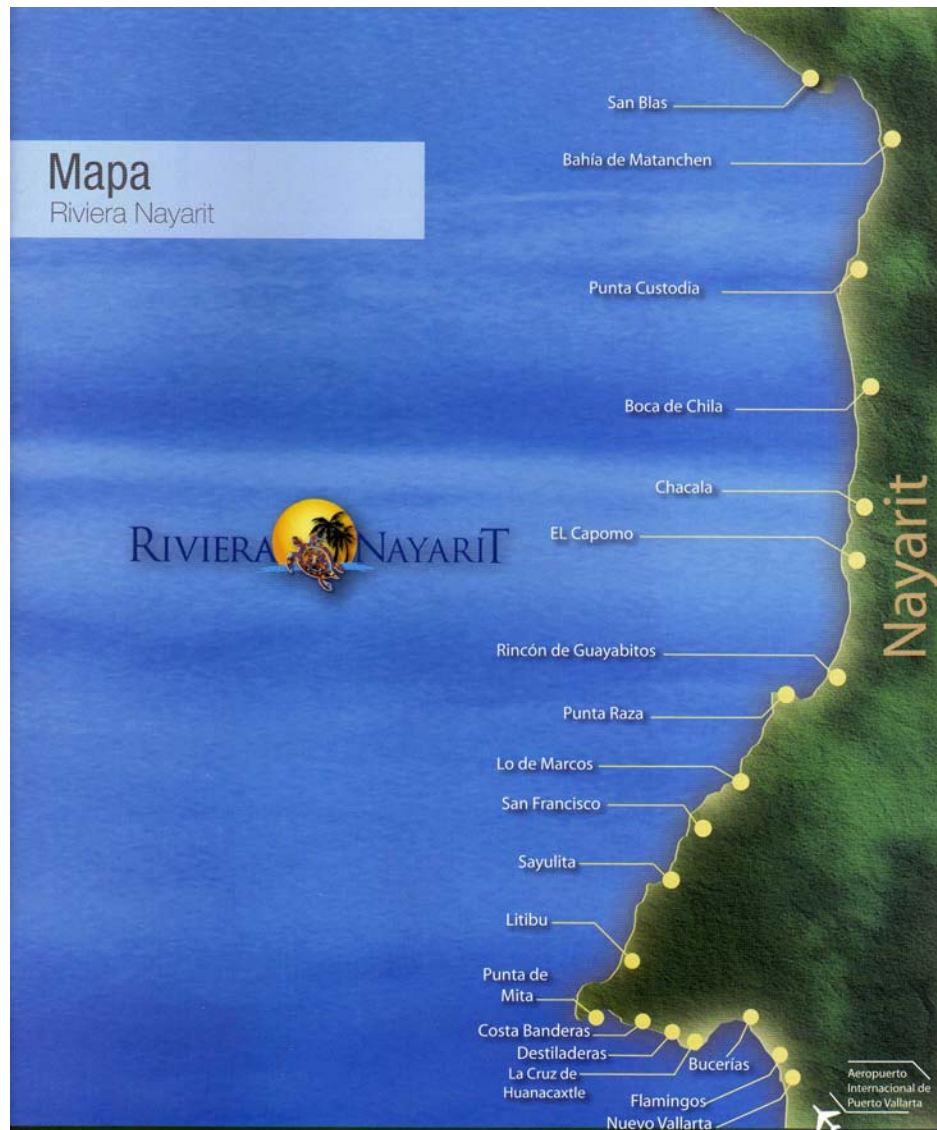 San Blas
Mapa
Riviera Nayarit
Bahía de Matanchen
Punta Custodia
Boca de Chila
Chacala
RIVIERA NAYARIT
EL Capomo
Nayarit
Rincón de Guayabitos
Punta Raza
Lo de Marcos
San Francisco
Sayulita
Litibu
Punta de
Mita
Costa Banderas
Destiladeras
La Cruz de
Huanacaxtle
Bucerías
Flamingos
Nuevo Vallarta
Aeropuerto
Internacional de
Puerto Vallarta